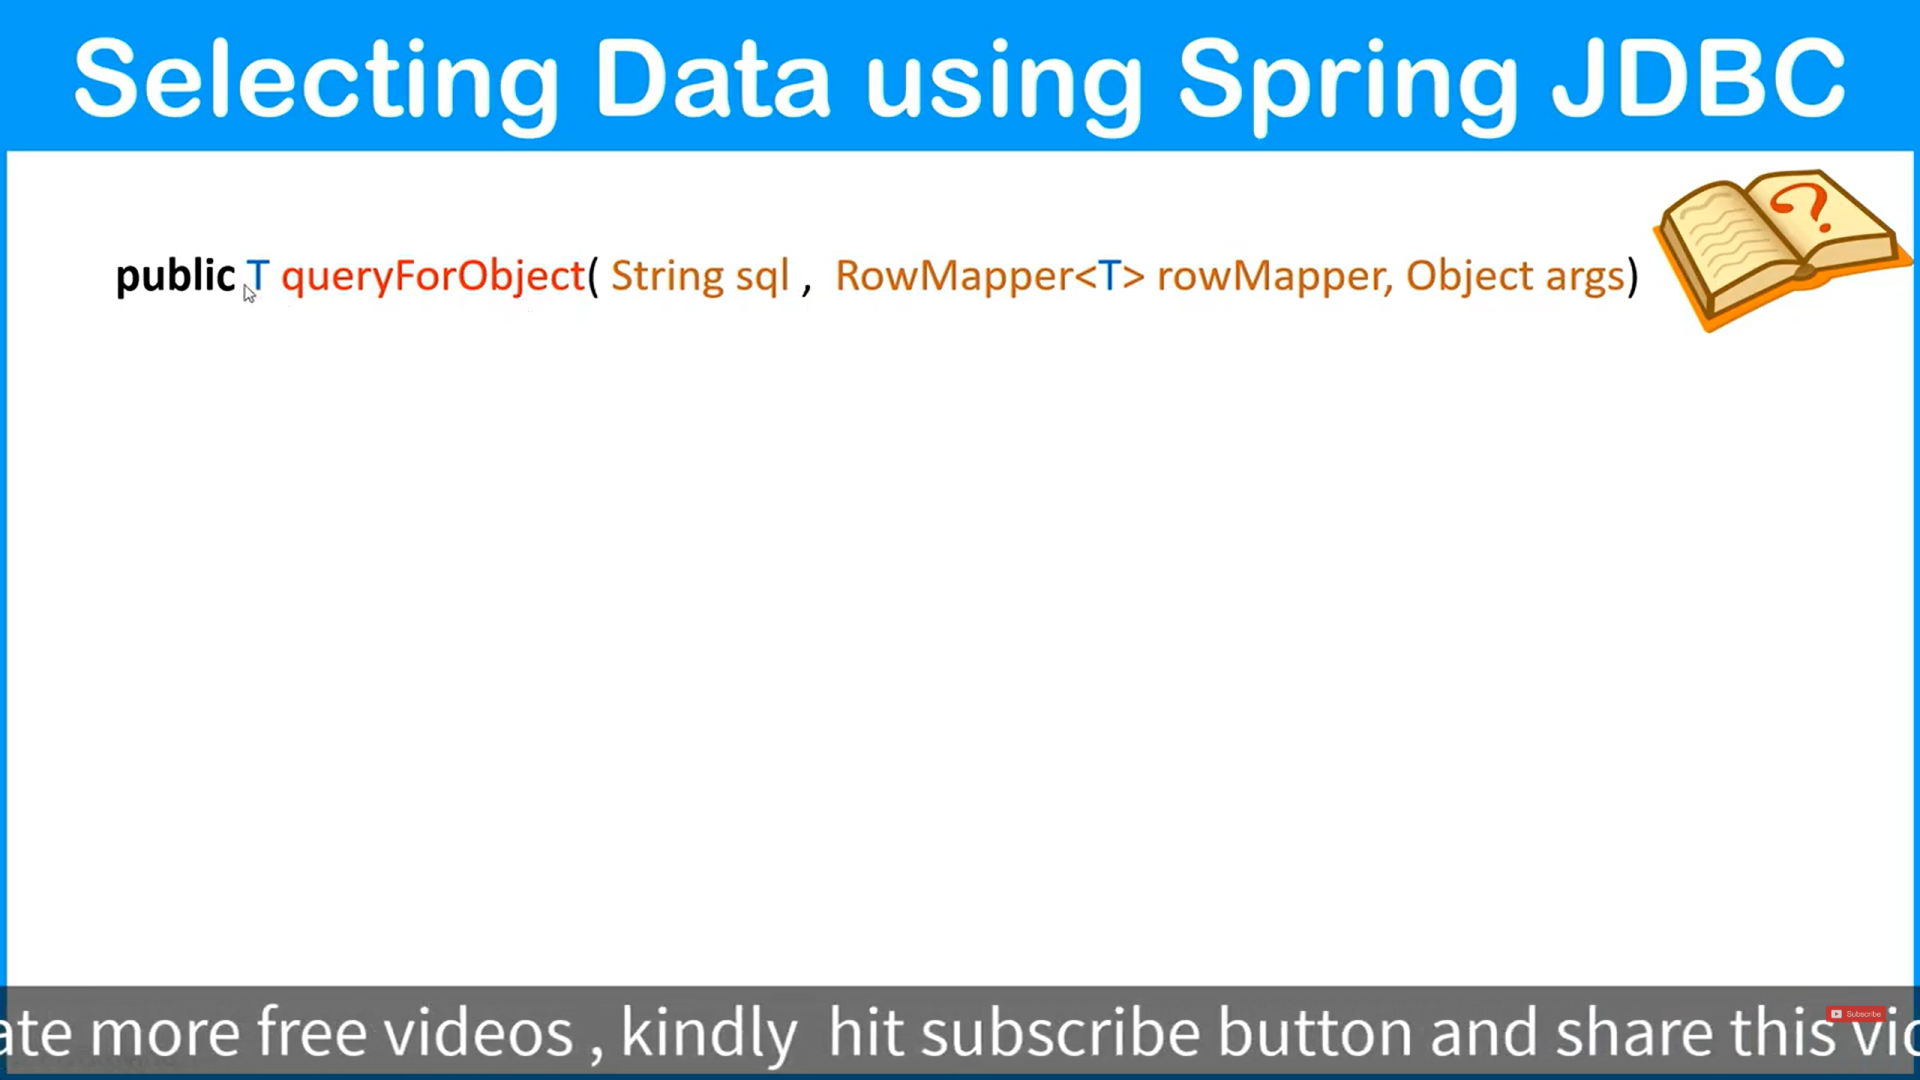 Selecting Data using Spring JDBC
?
public T queryForObject( String sql , RowMapper<T> rowMapper, Object args)
ate more free videos , kindly hit subscribe button and share this vi
Subscribe